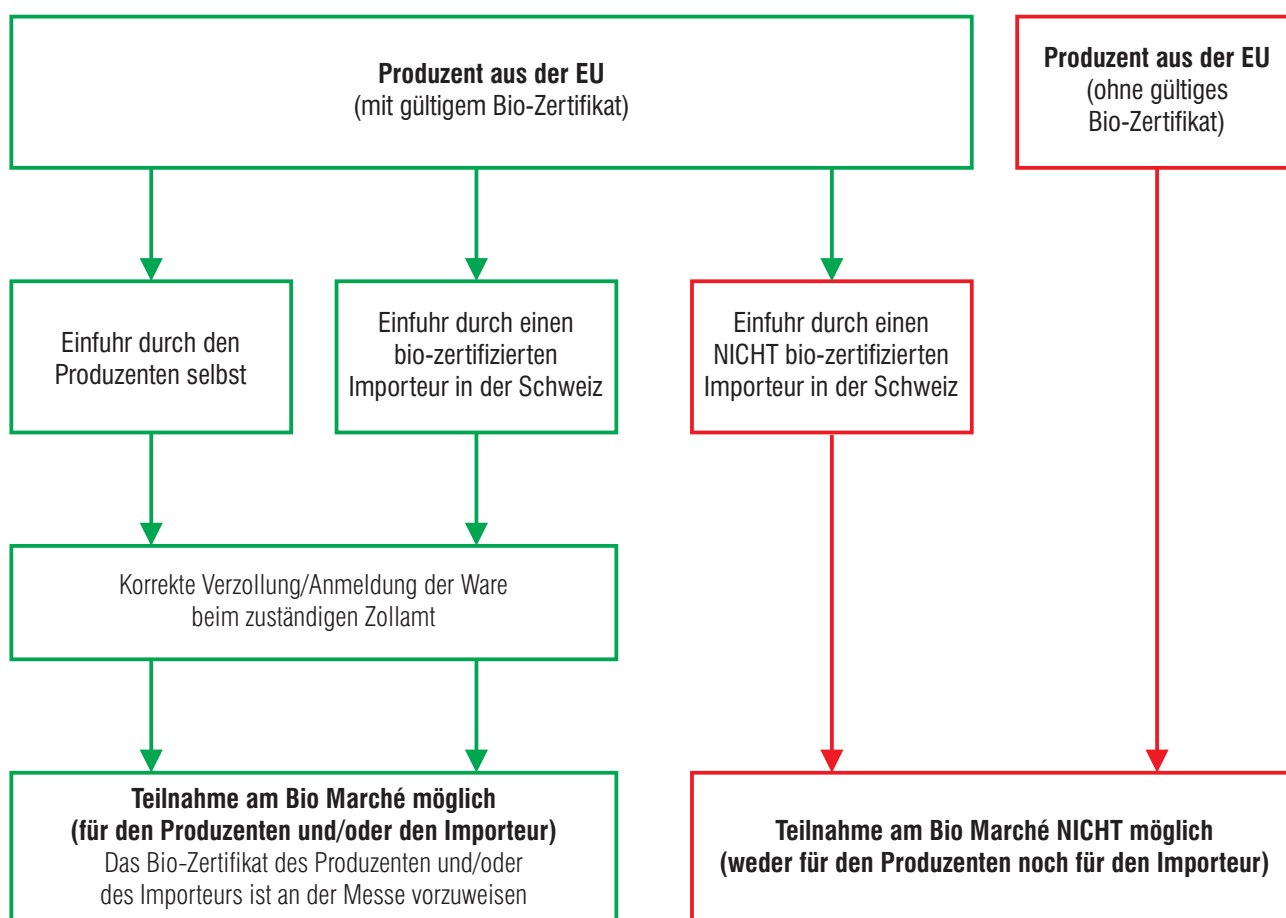 Produzent aus der EU
(mit gültigem Bio-Zertifikat)
Produzent aus der EU
(ohne gültiges
Bio-Zertifikat)
Einfuhr durch den
Produzenten selbst
Einfuhr durch einen
bio-zertifizierten
Importeur in der Schweiz
Einfuhr durch einen
NICHT bio-zertifizierten
Importeur in der Schweiz
Korrekte Verzollung/Anmeldung der Ware
beim zuständigen Zollamt
Teilnahme am Bio Marché möglich
(für den Produzenten und/oder den Importeur)
Das Bio-Zertifikat des Produzenten und/oder
des Importeurs ist an der Messe vorzuweisen
Teilnahme am Bio Marché NICHT möglich
(weder für den Produzenten noch für den Importeur)